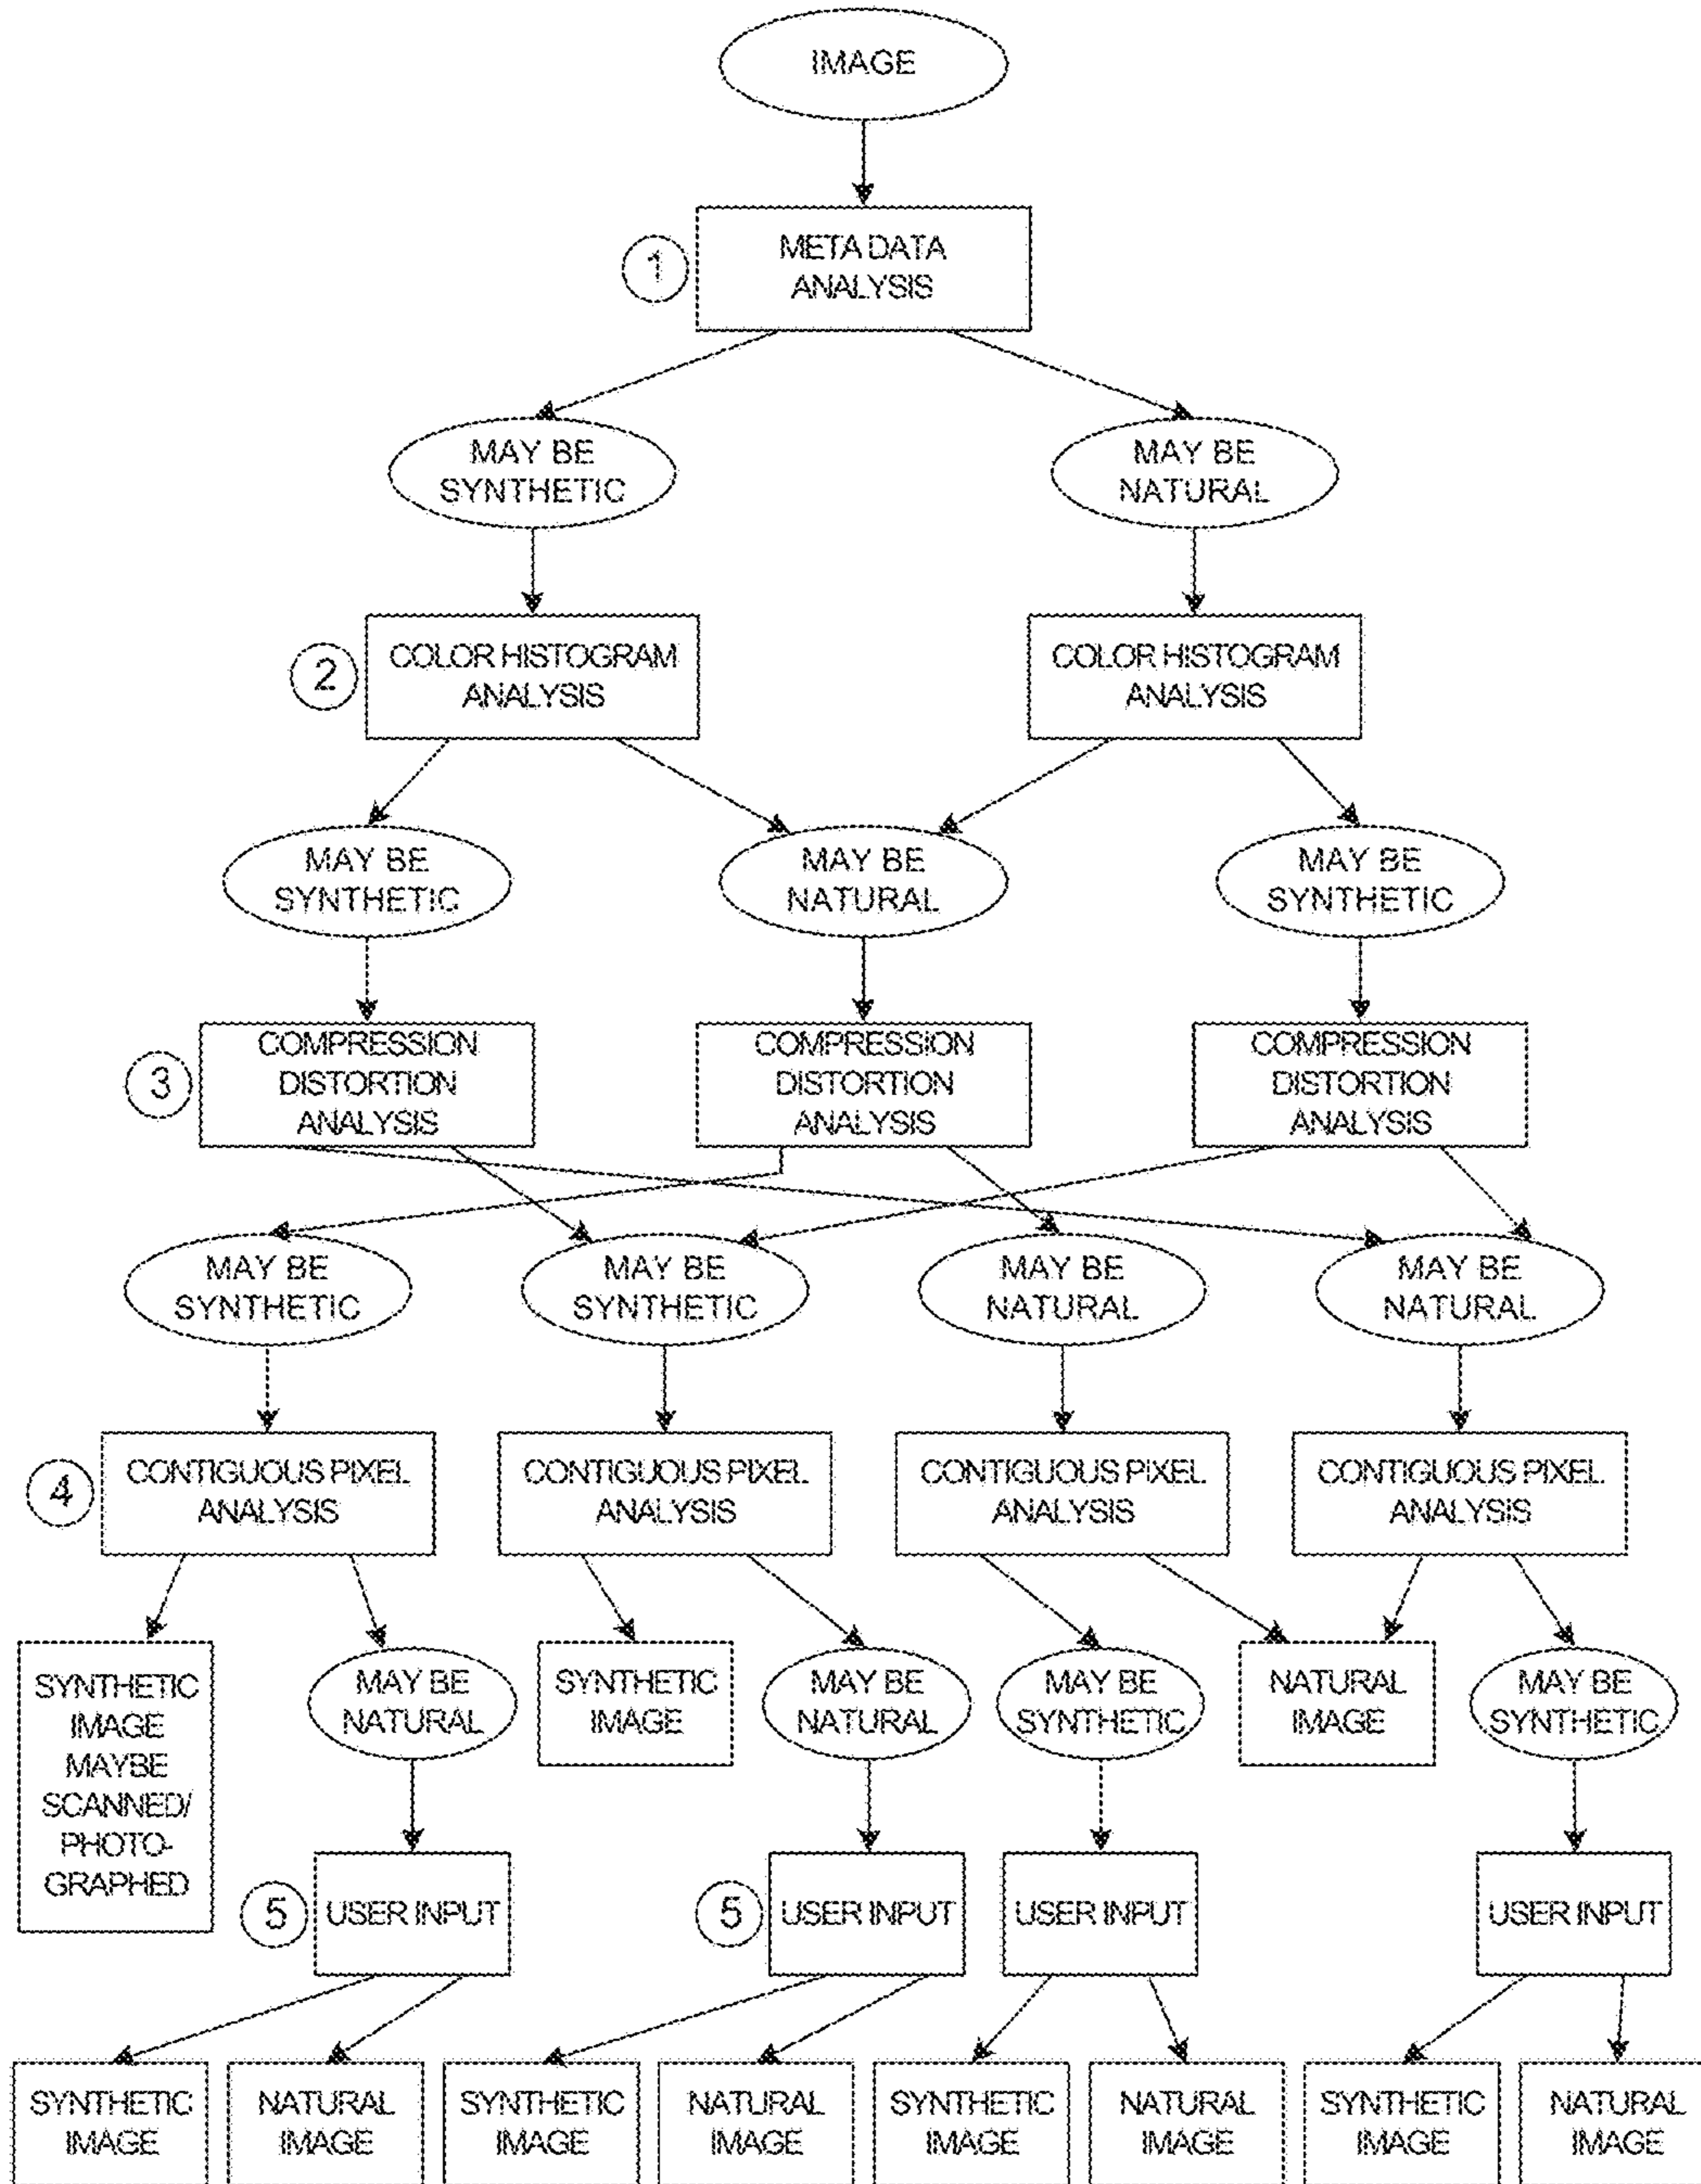 IMAGE
1
META DATA
ANALYSIS
MAY BE
SYNTHETIC
MAY BE
NATURAL
2
COLOR HISTOGRAM
ANALYSIS
COLOR HISTOGRAM
ANALYSIS
MAY BE
SYNTHETIC
MAY BE
NATURAL
MAY BE
SYNTHETIC
3
COMPRESSION
DISTORTION
ANALYSIS
COMPRESSION
DISTORTION
ANALYSIS
COMPRESSION
DISTORTION
ANALYSIS
MAY BE
SYNTHETIC
MAY BE
SYNTHETIC
MAY BE
NATURAL
MAY BE
NATURAL
4
CONTIGUOUS PIXEL
ANALYSIS
CONTIGUOUS PIXEL
ANALYSIS
CONTIGUOUS PIXEL
ANALYSIS
CONTIGUOUS PIXEL
ANALYSIS
SYNTHETIC
IMAGE
MAYBE
SCANNED/
PHOTO-
GRAPHED
MAY BE
NATURAL
SYNTHETIC
IMAGE
MAY BE
NATURAL
MAY BE
SYNTHETIC
NATURAL
IMAGE
MAY BE
SYNTHETIC
5
USER INPUT
5
USER INPUT
USER INPUT
USER INPUT
SYNTHETIC
IMAGE
NATURAL
IMAGE
SYNTHETIC
IMAGE
NATURAL
IMAGE
SYNTHETIC
IMAGE
NATURAL
IMAGE
SYNTHETIC
IMAGE
NATURAL
IMAGE